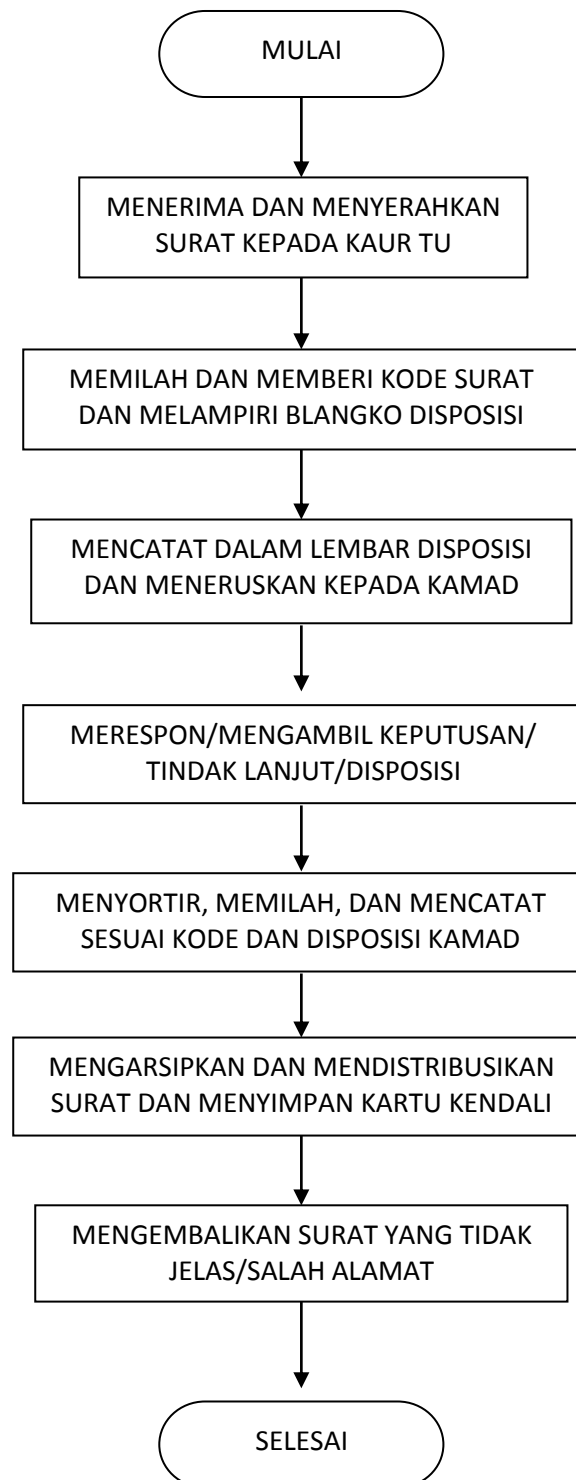 MULAI
MENERIMA DAN MENYERAHKAN
SURAT KEPADA KAUR TU
MEMILAH DAN MEMBERI KODE SURAT
DAN MELAMPIRI BLANGKO DISPOSISI
MENCATAT DALAM LEMBAR DISPOSISI
DAN MENERUSKAN KEPADA KAMAD
MERESPON/MENGAMBIL KEPUTUSAN/
TINDAK LANJUT/DISPOSISI
MENYORTIR, MEMILAH, DAN MENCATAT
SESUAI KODE DAN DISPOSISI KAMAD
MENGARSIPKAN DAN MENDISTRIBUSIKAN
SURAT DAN MENYIMPAN KARTU KENDALI
MENGEMBALIKAN SURAT YANG TIDAK
JELAS/SALAH ALAMAT
SELESAI